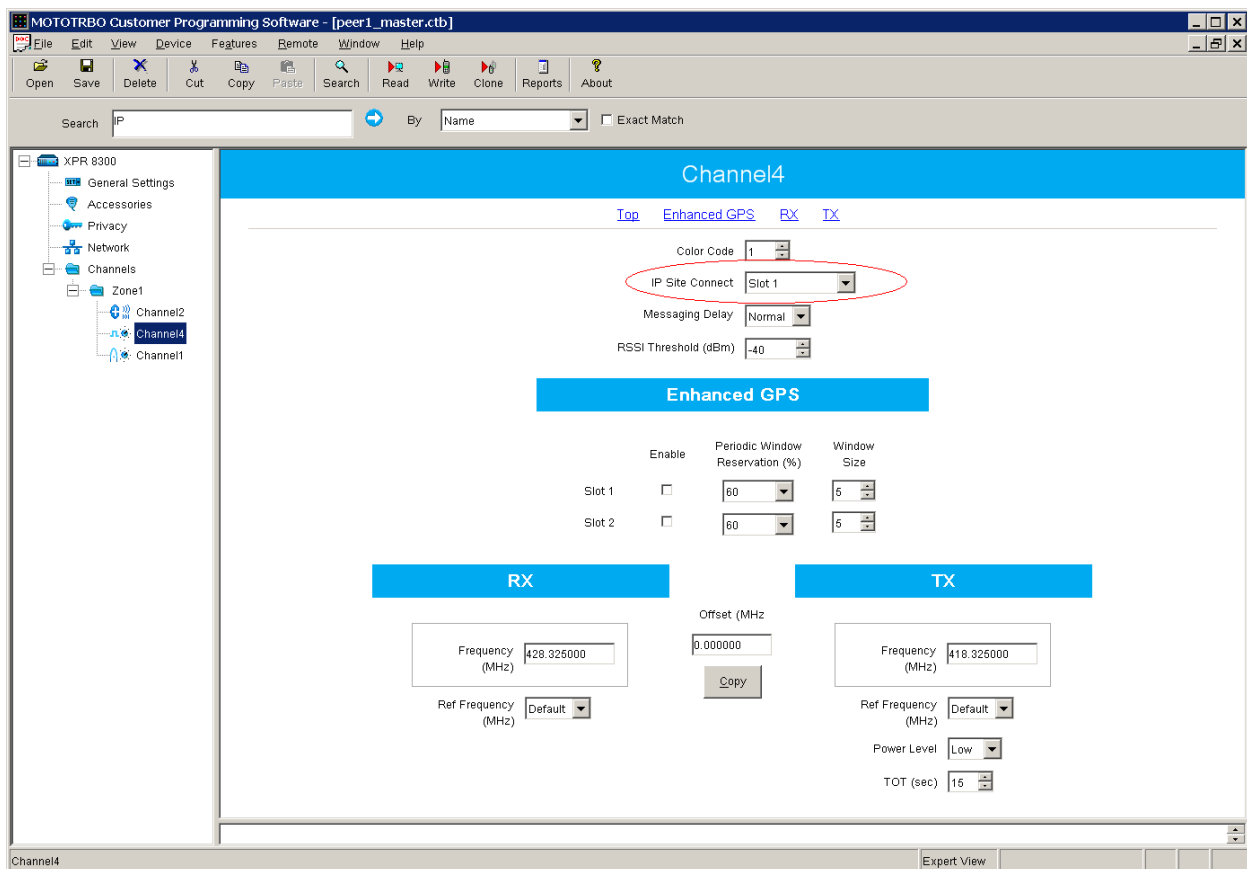 MOTOTRBO Customer Programming Software - [peer1_master.ctb]
File Edit View Device Features Remote Window Help
Open Save Delete Cut Copy Paste Search Read Write Clone Reports About
Search IP By Name Exact Match
XPR 8300
General Settings
Accessories
Privacy
Network
Channels
Zone1
Channel2
Channel4
Channel1
Channel4
Top Enhanced GPS RX TX
Color Code 1
IP Site Connect Slot 1
Messaging Delay Normal
RSSI Threshold (dBm) -40
Enhanced GPS
Enable Periodic Window Reservation (%) Window Size
Slot 1 60 5
Slot 2 60 5
RX TX
Offset (MHz
0.000000
Copy
Frequency (MHz) 428.325000
Ref Frequency (MHz) Default
Frequency (MHz) 418.325000
Ref Frequency (MHz) Default
Power Level Low
TOT (sec) 15
Channel4 Expert View